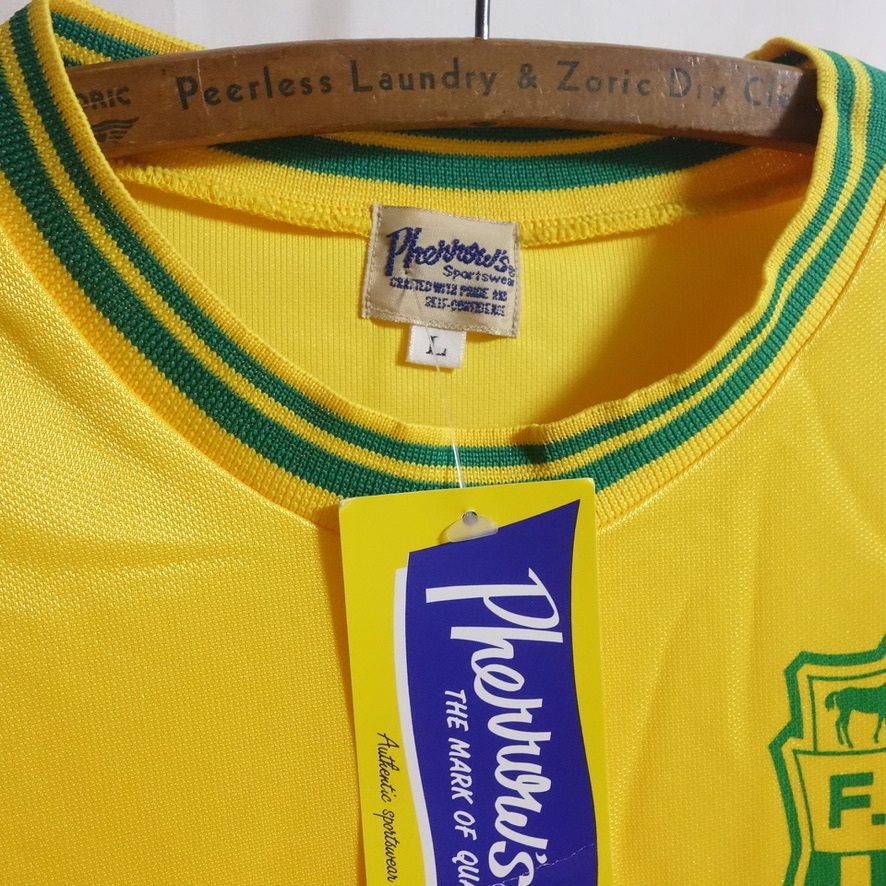 ORIC Peerless Laundry & Zoric Dry Cle
Pherrow's
Sportswear
CRAFTED WITH PRIDE AND
SELF-CONFIDENCE
L
Pherrow's
THE MARK OF QUA
Authentic sportswear
F.